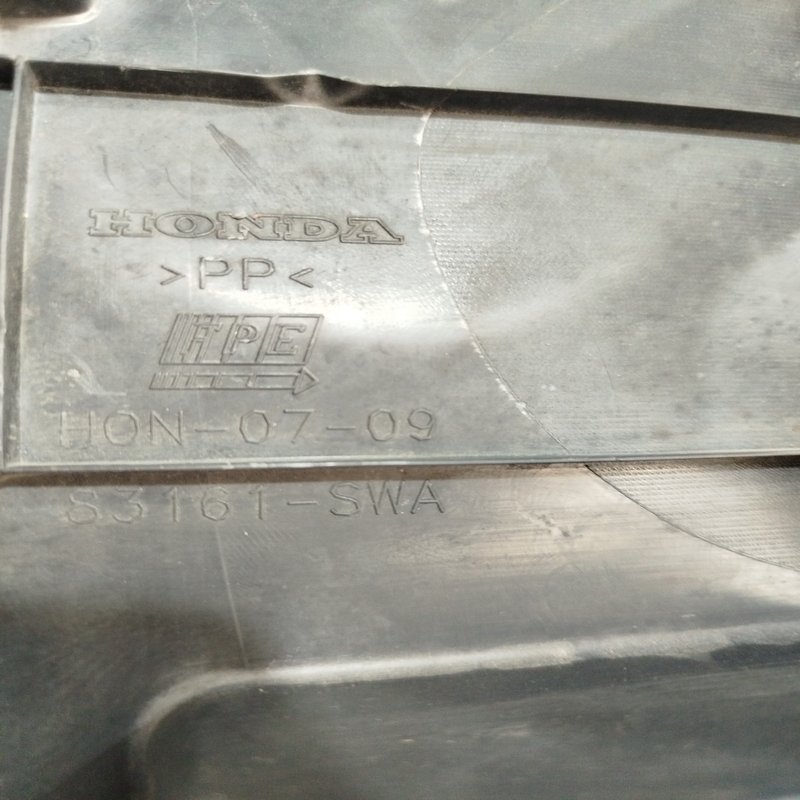 HONDA
>PP<
HPE
HON-07-09
83161-SWA